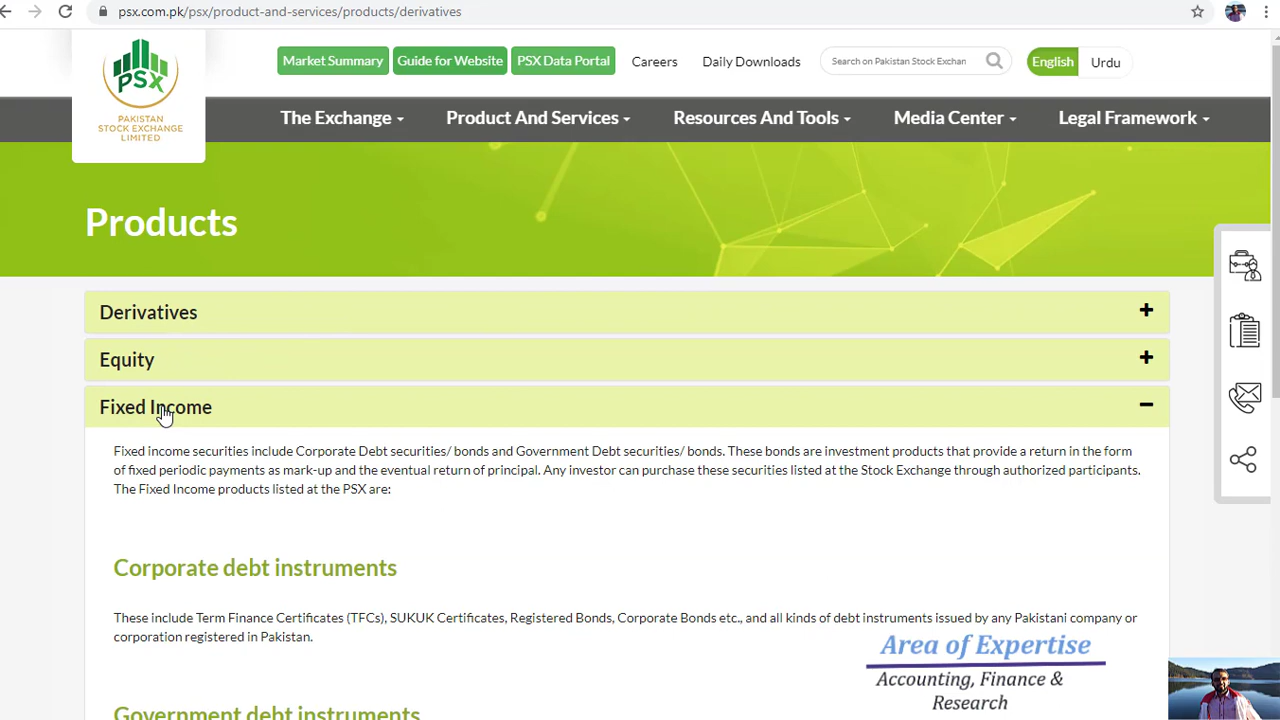 psx.com.pk/psx/product-and-services/products/derivatives
PSX
PAKISTAN
STOCK EXCHANGE
LIMITED
Market Summary
Guide for Website
PSX Data Portal
Careers
Daily Downloads
Search on Pakistan Stock Exchan
English
Urdu
The Exchange
Product And Services
Resources And Tools
Media Center
Legal Framework
Products
Derivatives
Equity
Fixed Income
Fixed income securities include Corporate Debt securities/ bonds and Government Debt securities/ bonds. These bonds are investment products that provide a return in the form
of fixed periodic payments as mark-up and the eventual return of principal. Any investor can purchase these securities listed at the Stock Exchange through authorized participants.
The Fixed Income products listed at the PSX are:
Corporate debt instruments
These include Term Finance Certificates (TFCs), SUKUK Certificates, Registered Bonds, Corporate Bonds etc., and all kinds of debt instruments issued by any Pakistani company or
corporation registered in Pakistan.
Area of Expertise
Accounting, Finance &
Research
Government debt instruments